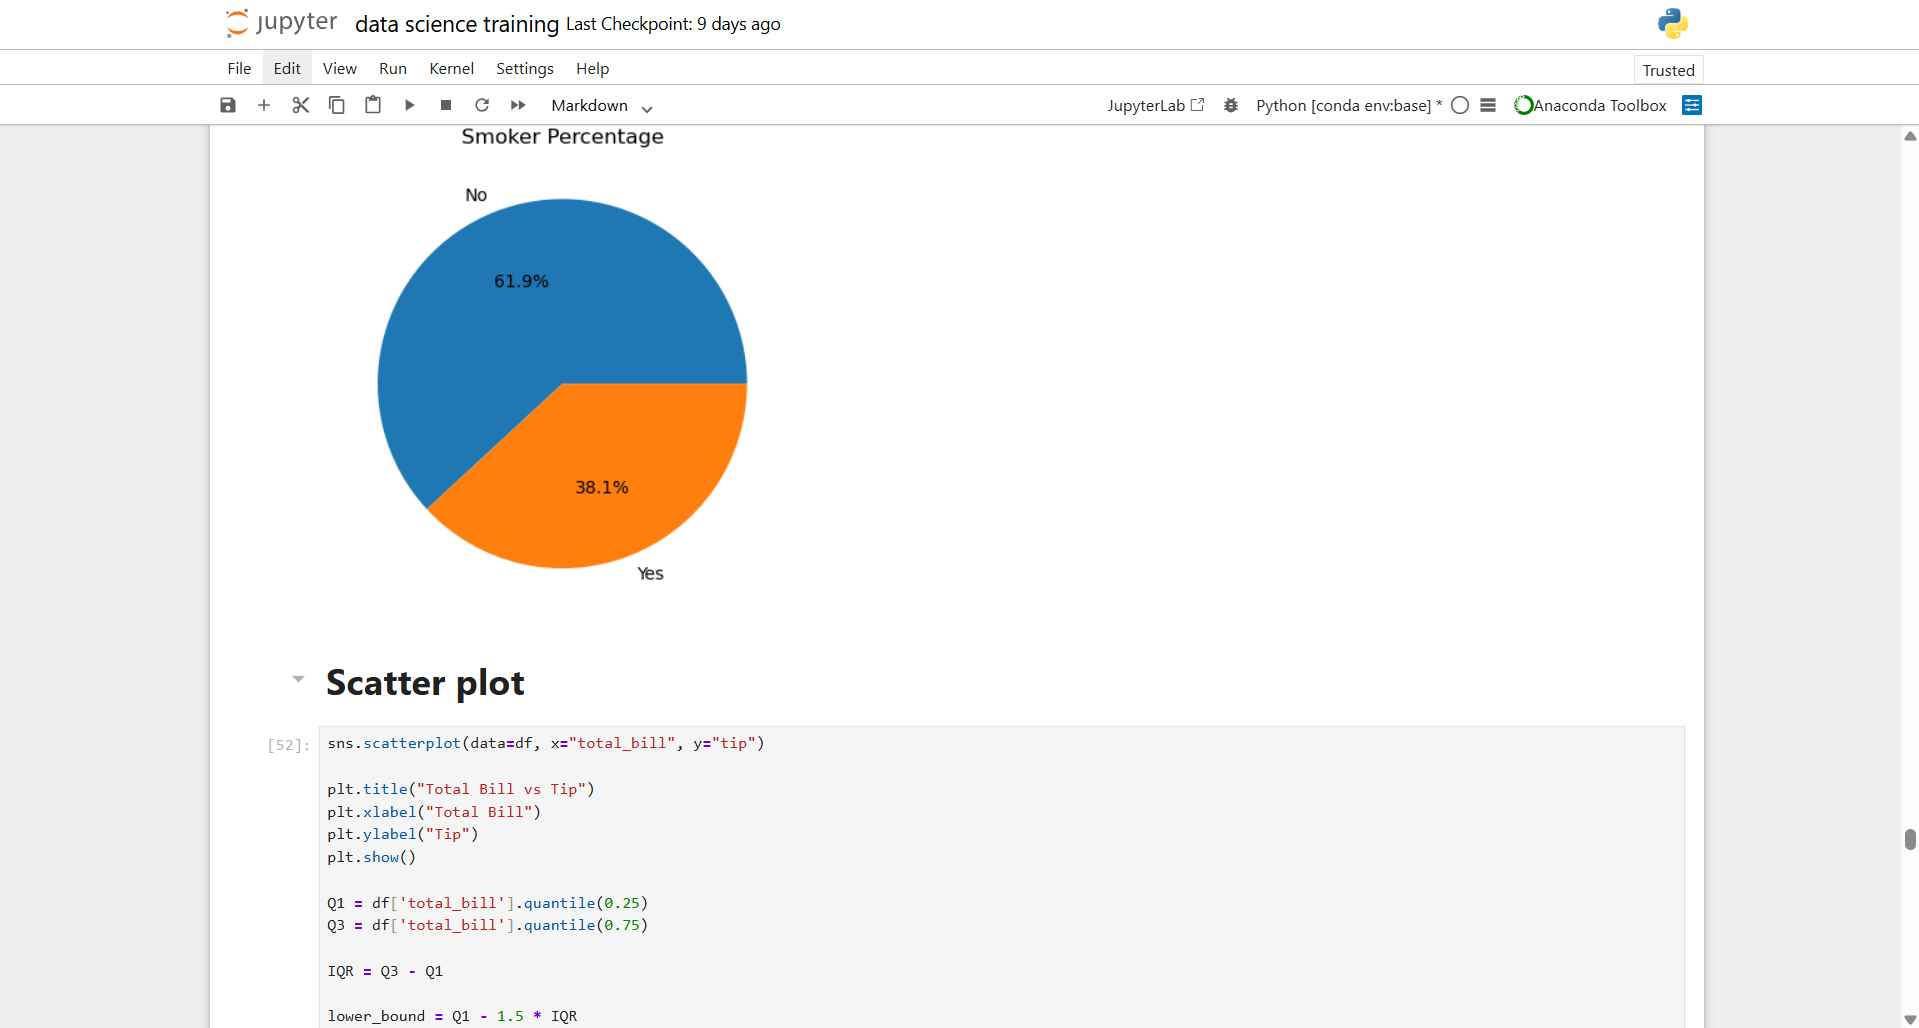 jupyter data science training Last Checkpoint: 9 days ago
File Edit View Run Kernel Settings Help
Trusted
Markdown
JupyterLab Python [conda env:base] * Anaconda Toolbox
Smoker Percentage
No
61.9%
38.1%
Yes
Scatter plot
[52]: sns.scatterplot(data=df, x="total_bill", y="tip")
plt.title("Total Bill vs Tip")
plt.xlabel("Total Bill")
plt.ylabel("Tip")
plt.show()
Q1 = df['total_bill'].quantile(0.25)
Q3 = df['total_bill'].quantile(0.75)
IQR = Q3 - Q1
lower_bound = Q1 - 1.5 * IQR